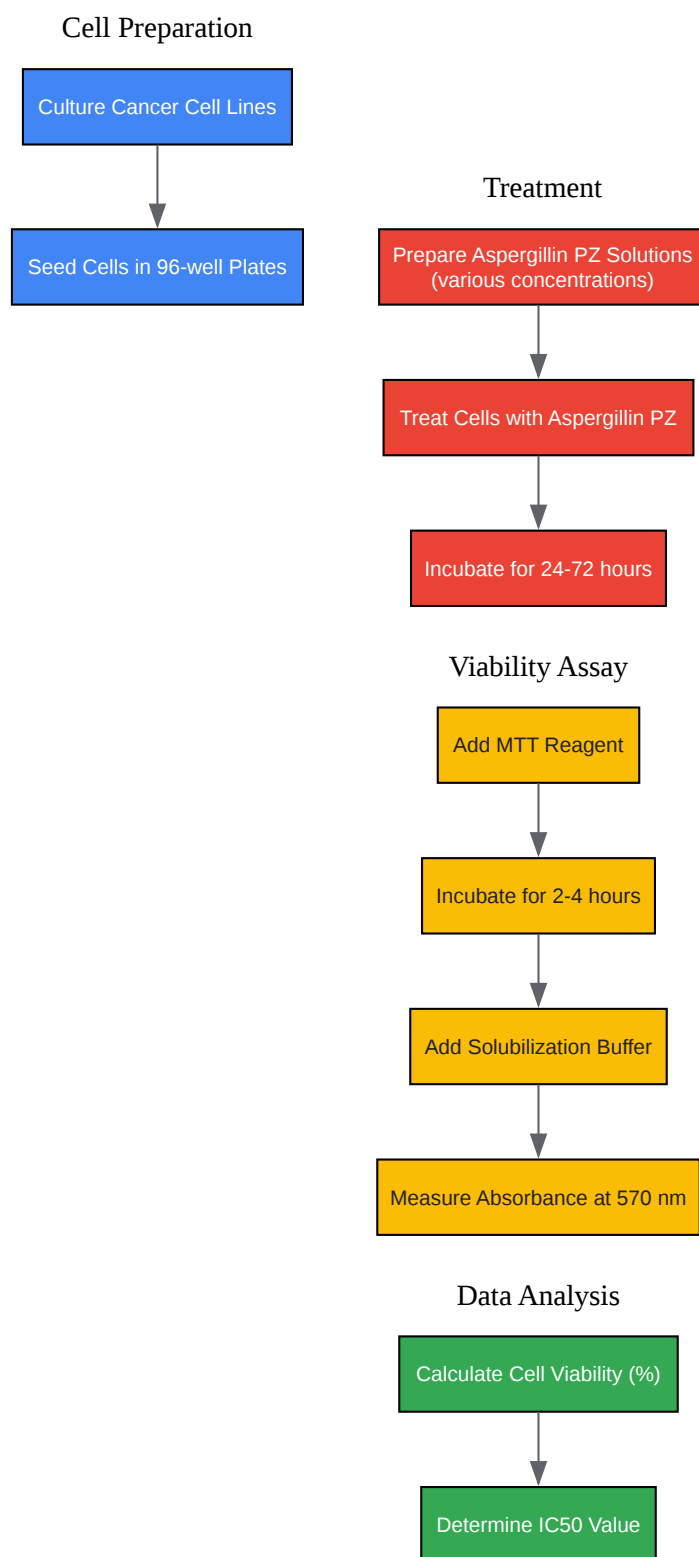 Cell Preparation
Culture Cancer Cell Lines
Seed Cells in 96-well Plates
Treatment
Prepare Aspergillin PZ Solutions
(various concentrations)
Treat Cells with Aspergillin PZ
Incubate for 24-72 hours
Viability Assay
Add MTT Reagent
Incubate for 2-4 hours
Add Solubilization Buffer
Measure Absorbance at 570 nm
Data Analysis
Calculate Cell Viability (%)
Determine IC50 Value